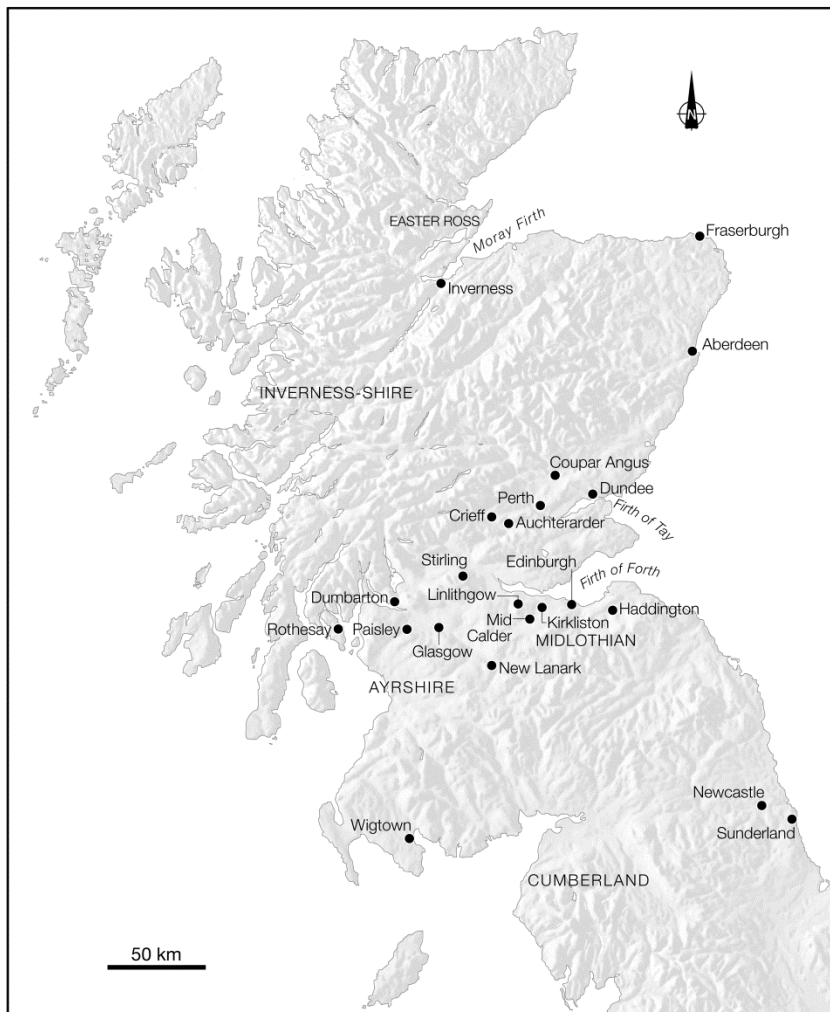 N
EASTER ROSS
Moray Firth
Fraserburgh
Inverness
Aberdeen
INVERNESS-SHIRE
Coupar Angus
Dundee
Perth
Firth of Tay
Crieff
Auchterarder
Stirling
Edinburgh
Firth of Forth
Dumbarton
Linlithgow
Haddington
Mid
Calder
Kirkliston
Rothesay
Paisley
Glasgow
MIDLOTHIAN
New Lanark
AYRSHIRE
Newcastle
Sunderland
Wigtown
CUMBERLAND
50 km